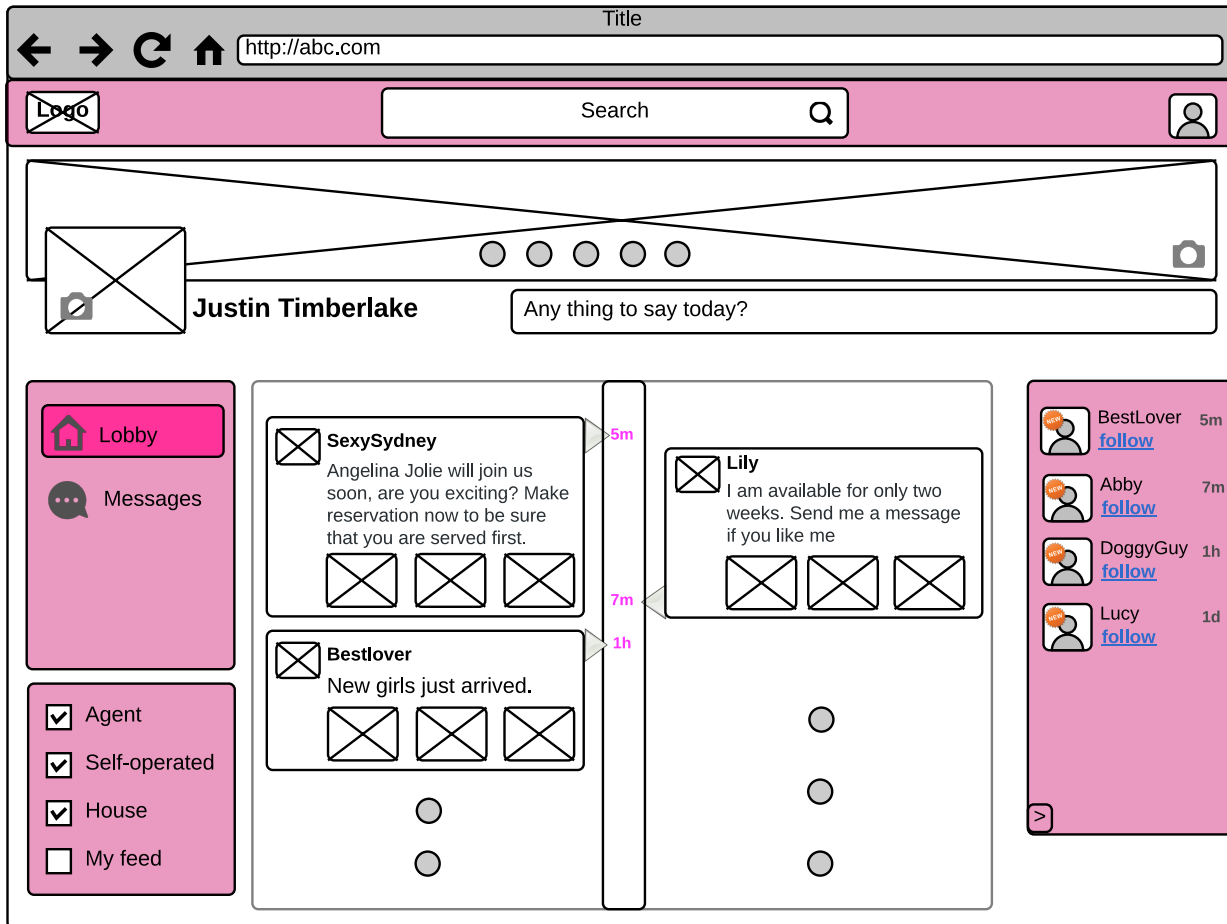 Title
http://abc.com
Logo
Search
Justin Timberlake
Any thing to say today?
Lobby
Messages
Agent
Self-operated
House
My feed
SexySydney
Angelina Jolie will join us
soon, are you exciting? Make
reservation now to be sure
that you are served first.
5m
Lily
I am available for only two
weeks. Send me a message
if you like me
7m
1h
Bestlover
New girls just arrived.
NEW
BestLover 5m
follow
NEW
Abby 7m
follow
NEW
DoggyGuy 1h
follow
NEW
Lucy 1d
follow
>